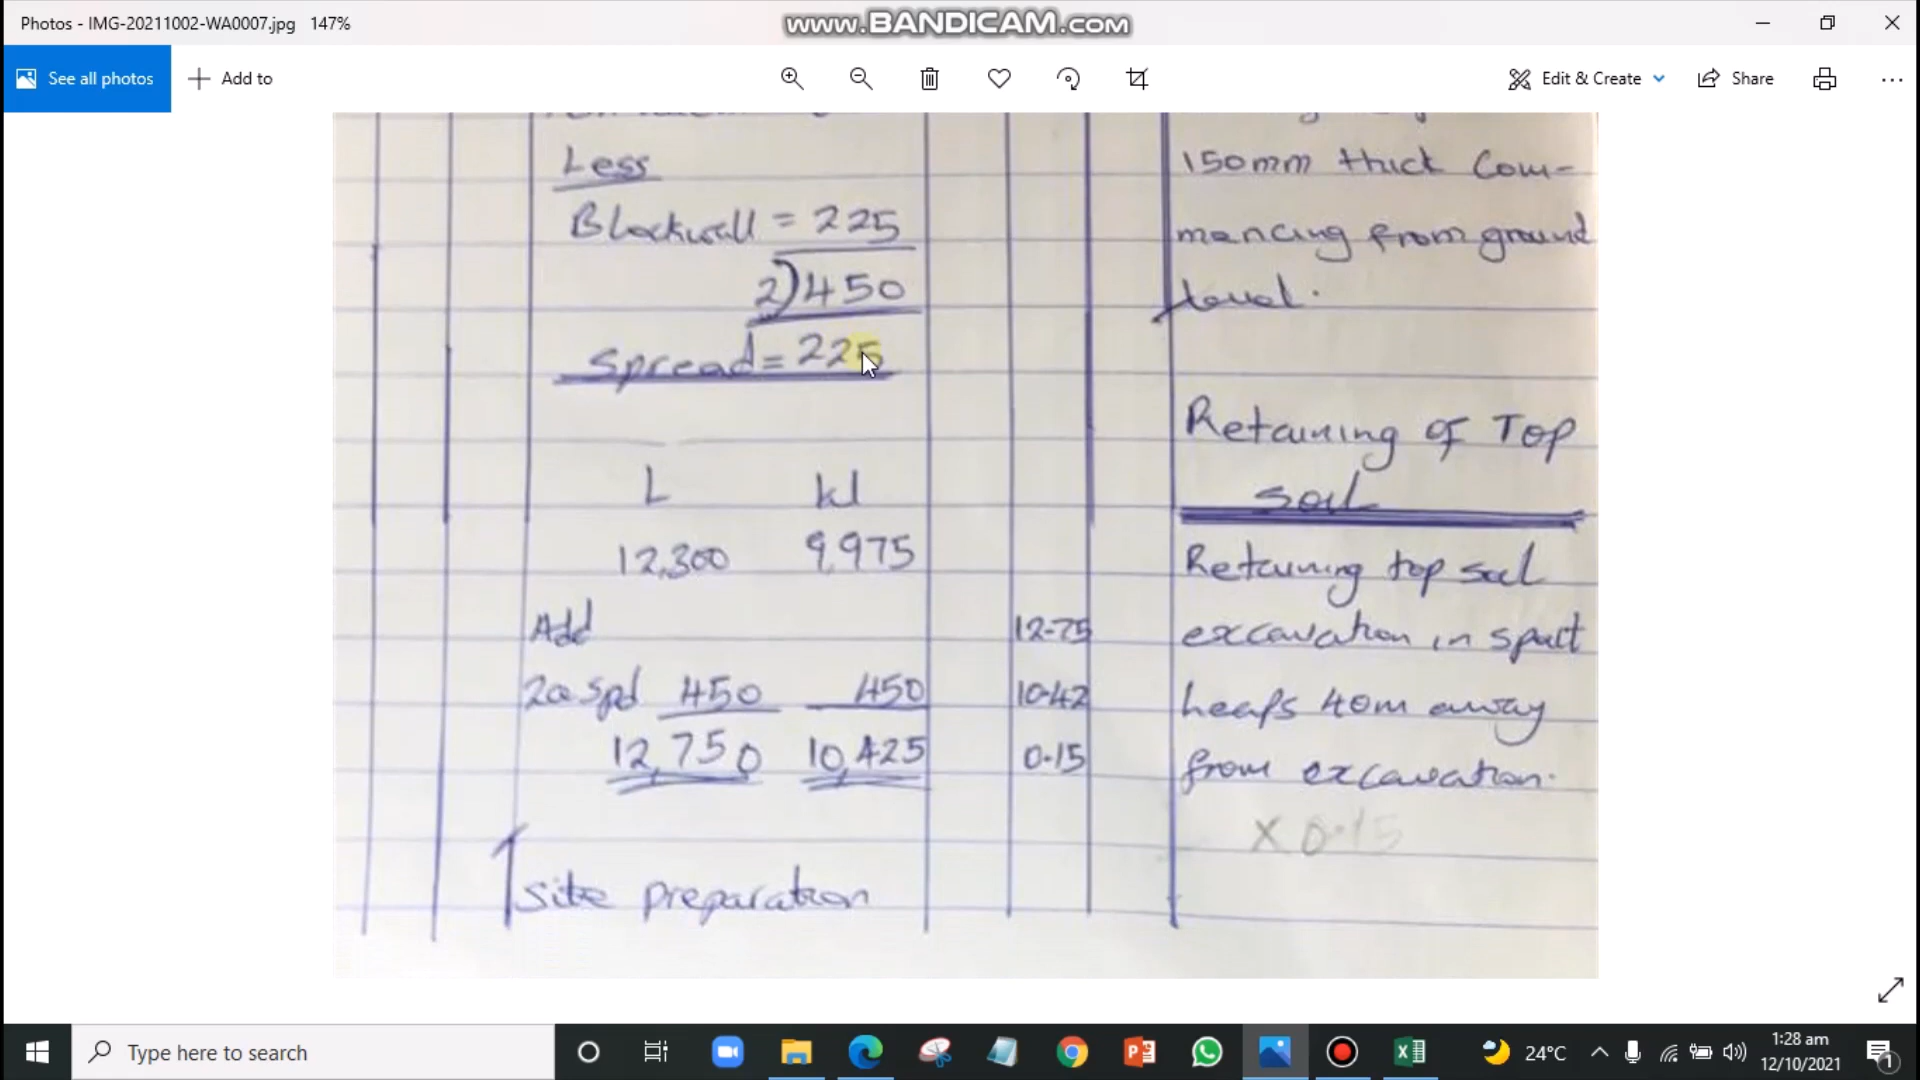 Photos - IMG-20211002-WA0007.jpg 147%
www.BANDICAM.com
See all photos
Add to
Edit & Create
Share
Less
Blockwall = 225
2)450
Spread = 225
L W
12,300 9,975
Add
2a spd 450 450
12,750 10,425
Site preparation
12.75
10.42
0.15
150mm thick Com-
mencing from ground
level.
Retaining of Top
soil
Retaining top soil
excavation in spoil
heaps 40m away
from excavation.
X 0.15
Type here to search
24°C
1:28 am
12/10/2021
1